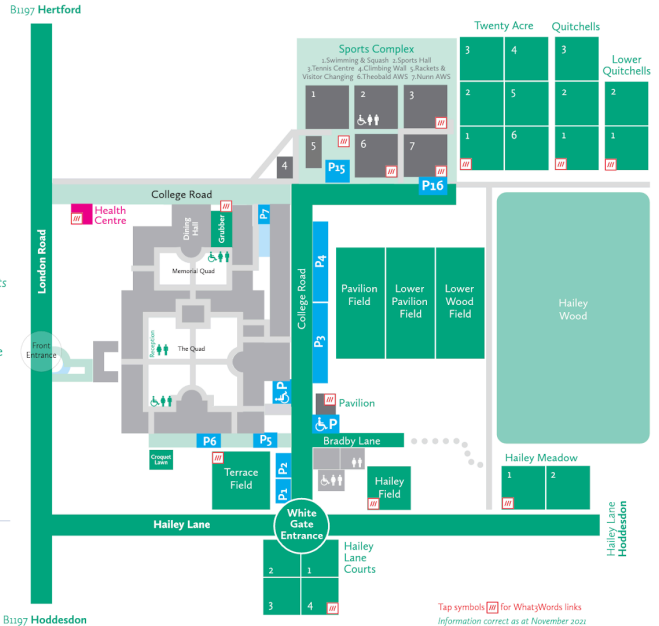 B1197 Hertford
Sports Complex
1.Swimming & Squash 2.Sports Hall
3.Tennis Centre 4.Climbing Wall 5.Rackets &
Visitor Changing 6.Theobald AWS 7.Nunn AWS
1
2
3
4
5
6
7
P15
P16
Twenty Acre
3
4
2
5
1
6
Quitchells
3
2
1
Lower
Quitchells
2
1
College Road
Health
Centre
London Road
Front
Entrance
Dining
Hall
Grubber
P7
Memorial Quad
Reception
The Quad
College Road
P4
P3
P
Pavilion
Field
Lower
Pavilion
Field
Lower
Wood
Field
Hailey
Wood
Pavilion
P
Bradby Lane
P6
P5
Croquet
Lawn
Terrace
Field
P2
P1
Hailey
Field
Hailey Meadow
1
2
Hailey Lane
White
Gate
Entrance
Hailey Lane
Hoddesdon
Hailey
Lane
Courts
2
1
3
4
B1197 Hoddesdon
Tap symbols /// for What3Words links
Information correct as at November 2021